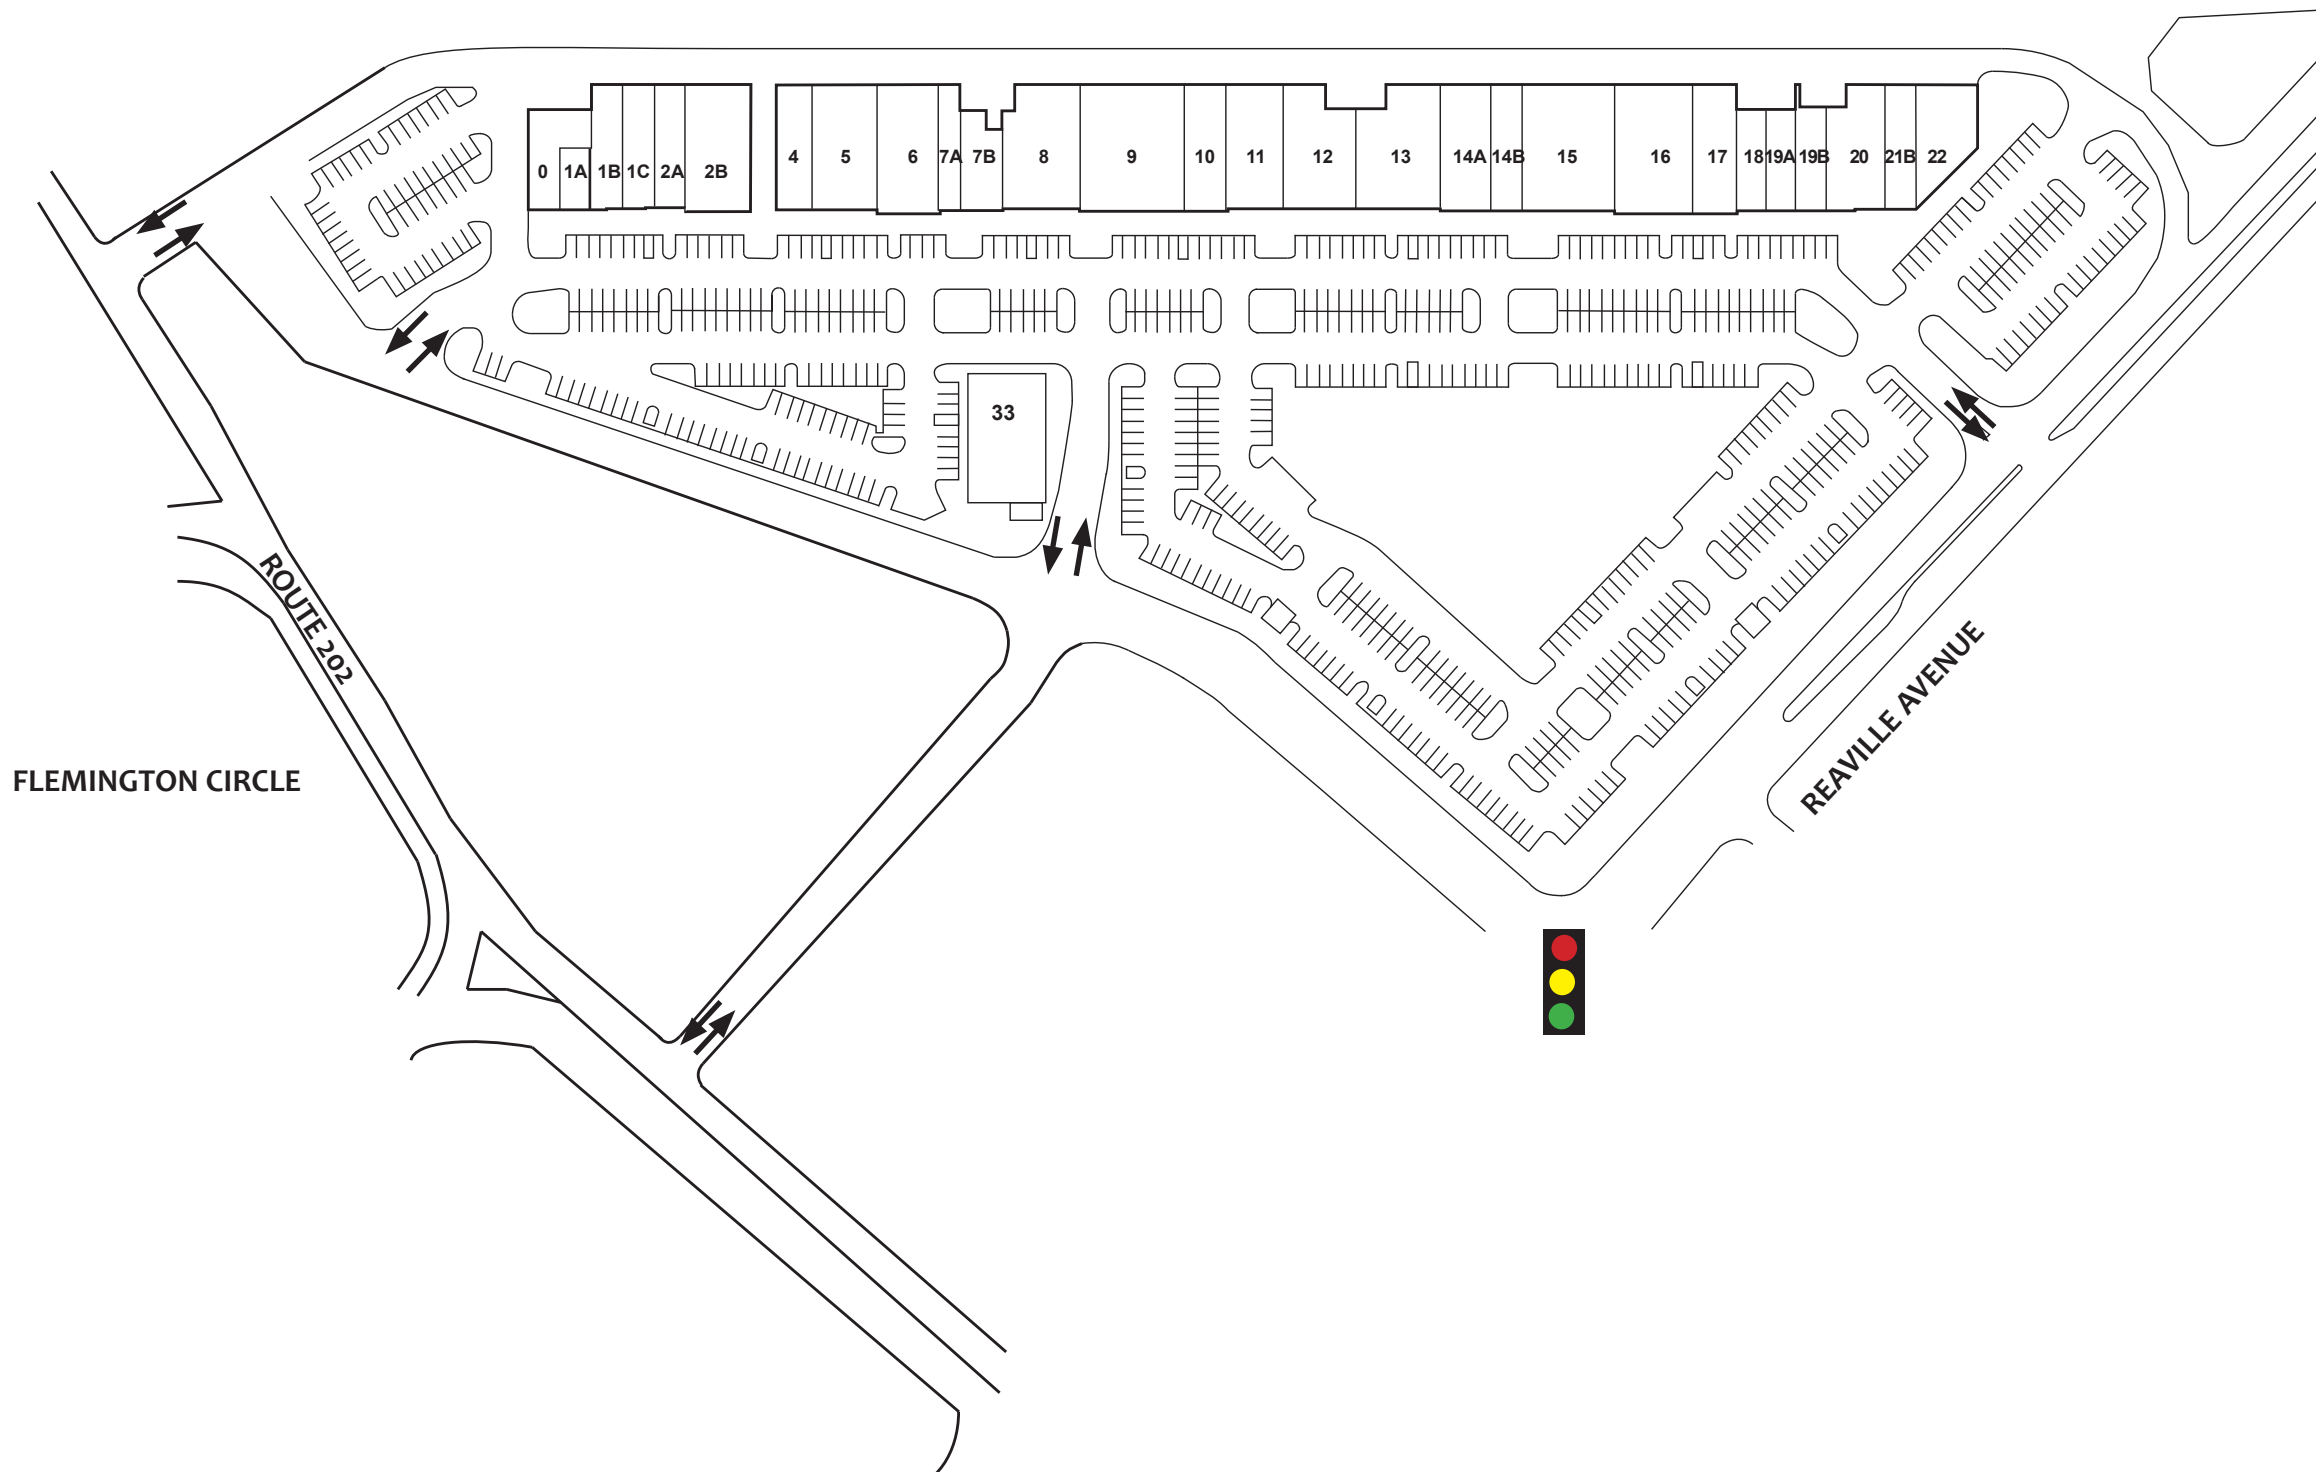 4 5 6 7A 7B 8 9 10 11 12 13 14A 14B 15 16 17 18 19A 19B 20 21B 22
0 1A 1B 1C 2A 2B
33
ROUTE 202
REAVILLE AVENUE
FLEMINGTON CIRCLE